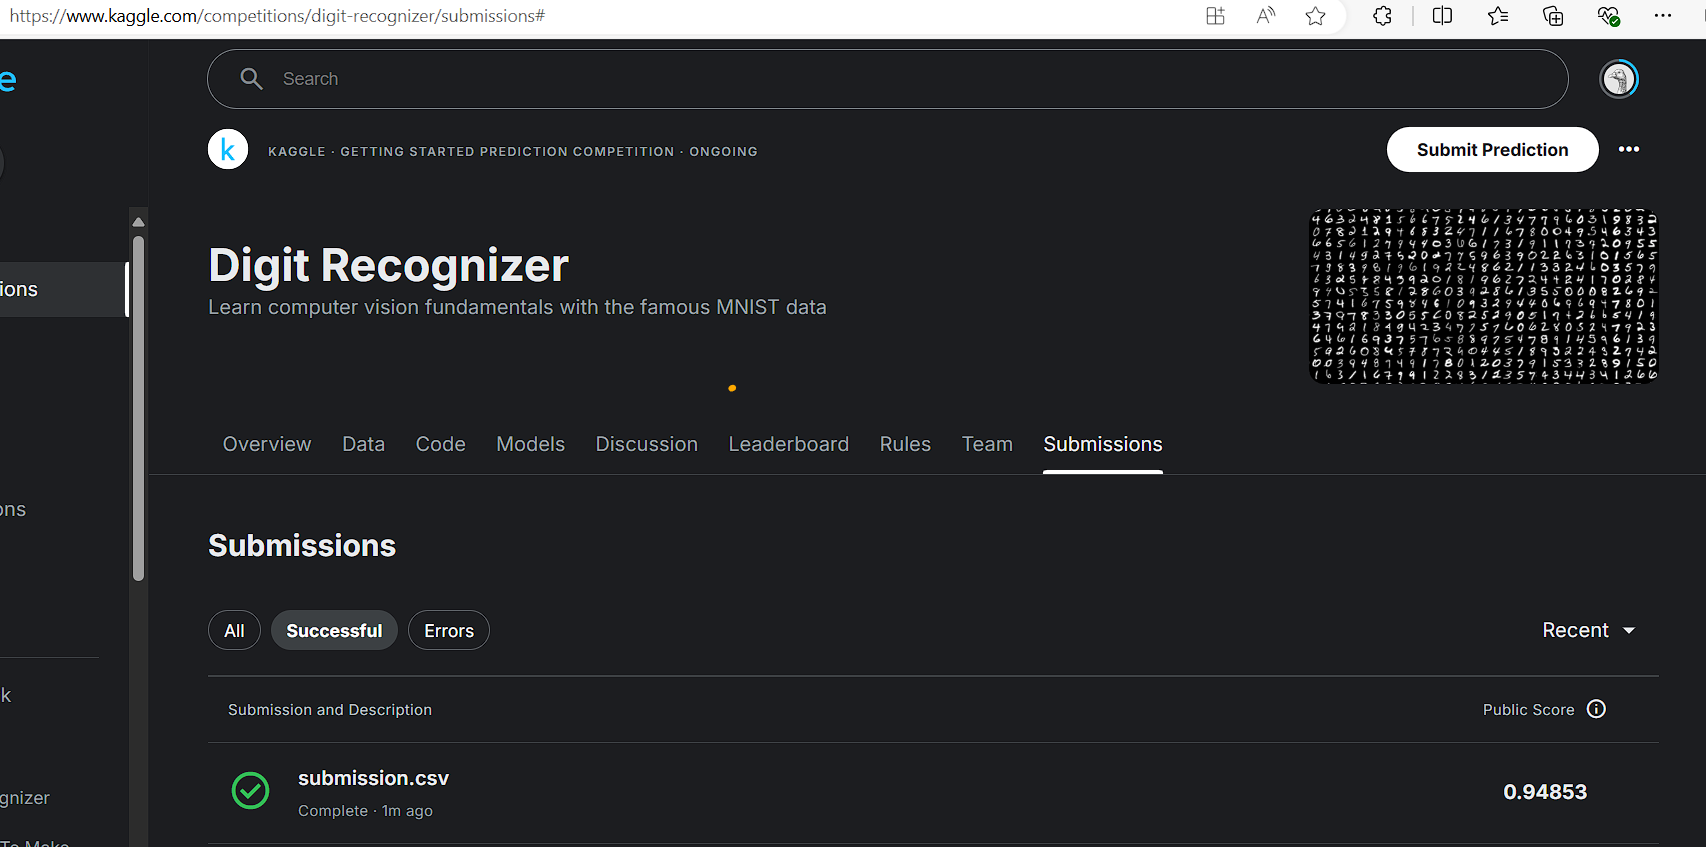 https://www.kaggle.com/competitions/digit-recognizer/submissions#
e
Search
k
KAGGLE · GETTING STARTED PREDICTION COMPETITION · ONGOING
Submit Prediction
Digit Recognizer
Learn computer vision fundamentals with the famous MNIST data
ions
Overview
Data
Code
Models
Discussion
Leaderboard
Rules
Team
Submissions
ons
Submissions
All
Successful
Errors
Recent
k
Submission and Description
Public Score
submission.csv
0.94853
gnizer
Complete · 1m ago